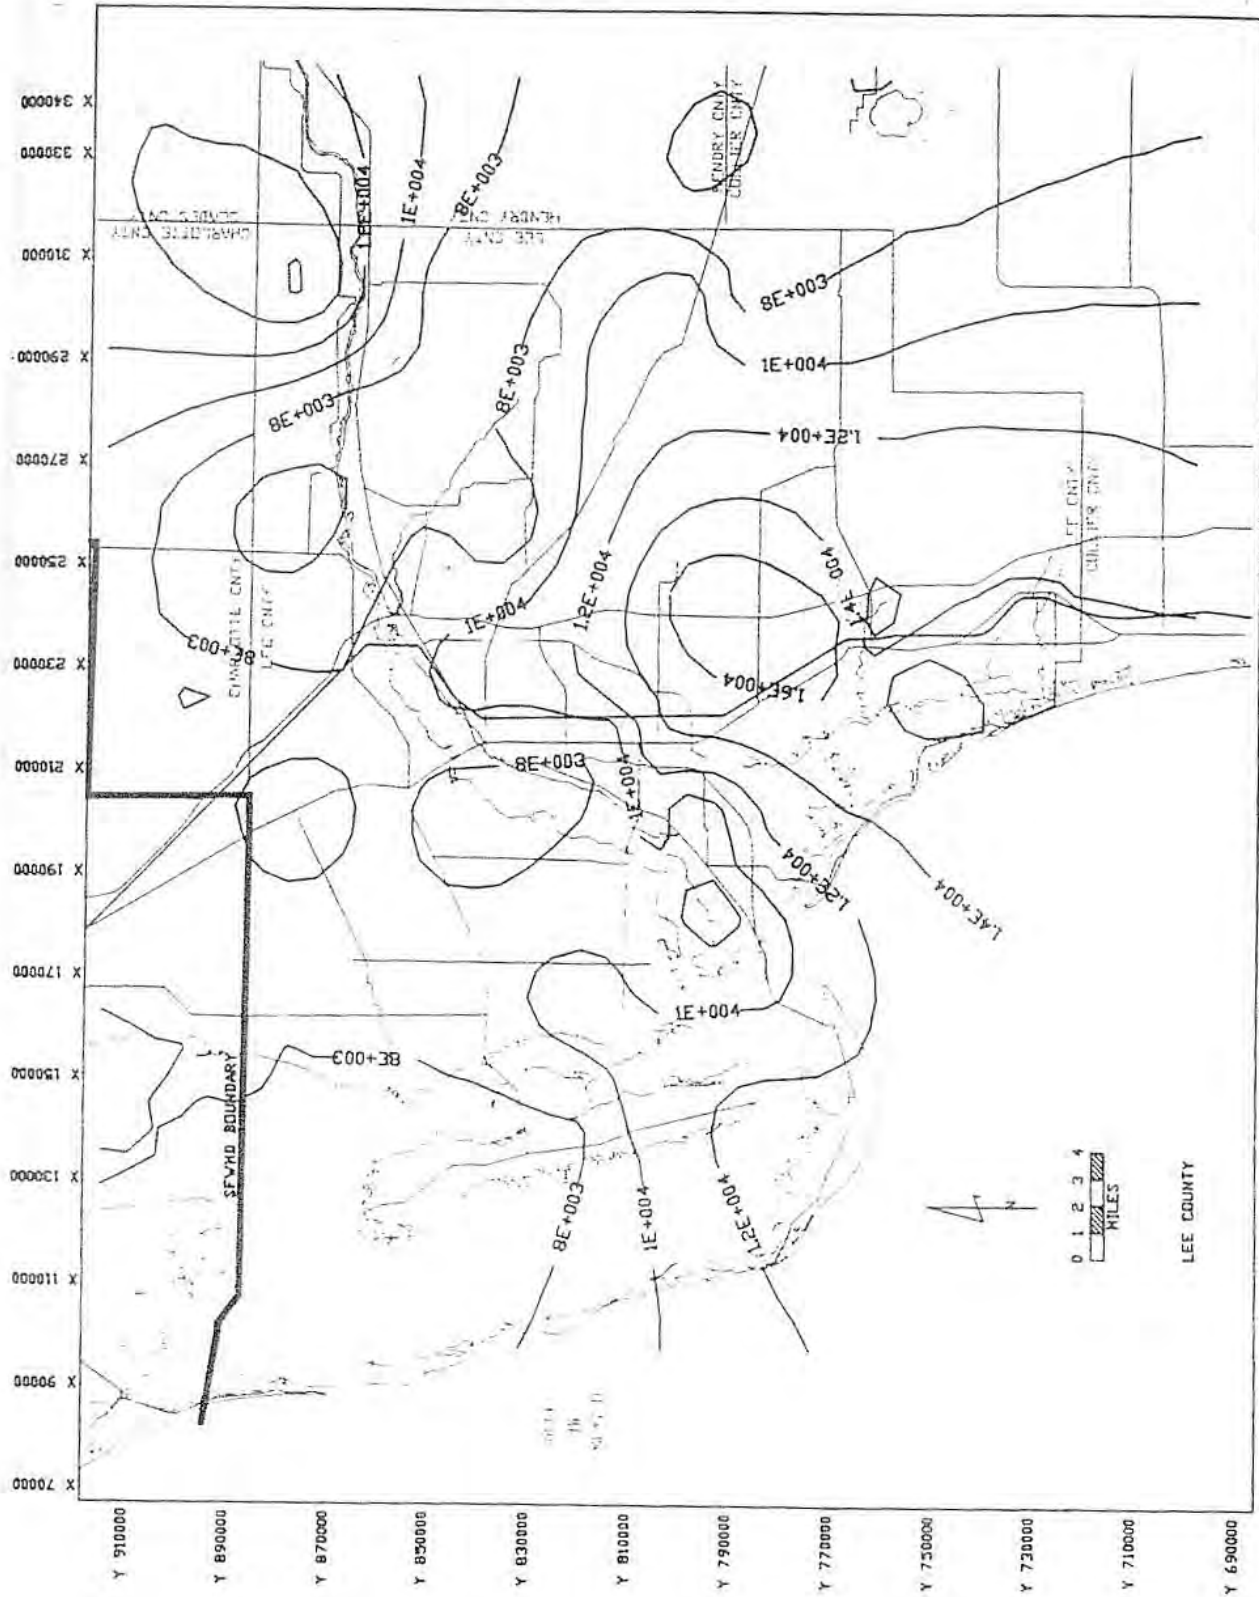 X 340000
X 330000
X 310000
X 290000
X 270000
X 250000
X 230000
X 210000
X 190000
X 170000
X 150000
X 130000
X 110000
X 90000
X 70000
Y 910000
Y 890000
Y 870000
Y 850000
Y 830000
Y 810000
Y 790000
Y 770000
Y 750000
Y 730000
Y 710000
Y 690000
CHARLOTTE CNTY
GLADES CNTY
LEE CNTY
HENDRY CNTY
HENDRY CNTY
COLLIER CNTY
CHARLOTTE CNTY
LEE CNTY
LEE CNTY
COLLIER CNTY
SFWMD BOUNDARY
1E+004
8E+003
8E+003
8E+003
8E+003
1E+004
1.2E+004
8E+003
1E+004
1.2E+004
1.6E+004
8E+003
1E+004
1.2E+004
1.4E+004
1E+004
8E+003
8E+003
1E+004
1.2E+004
N
0 1 2 3 4
MILES
LEE COUNTY